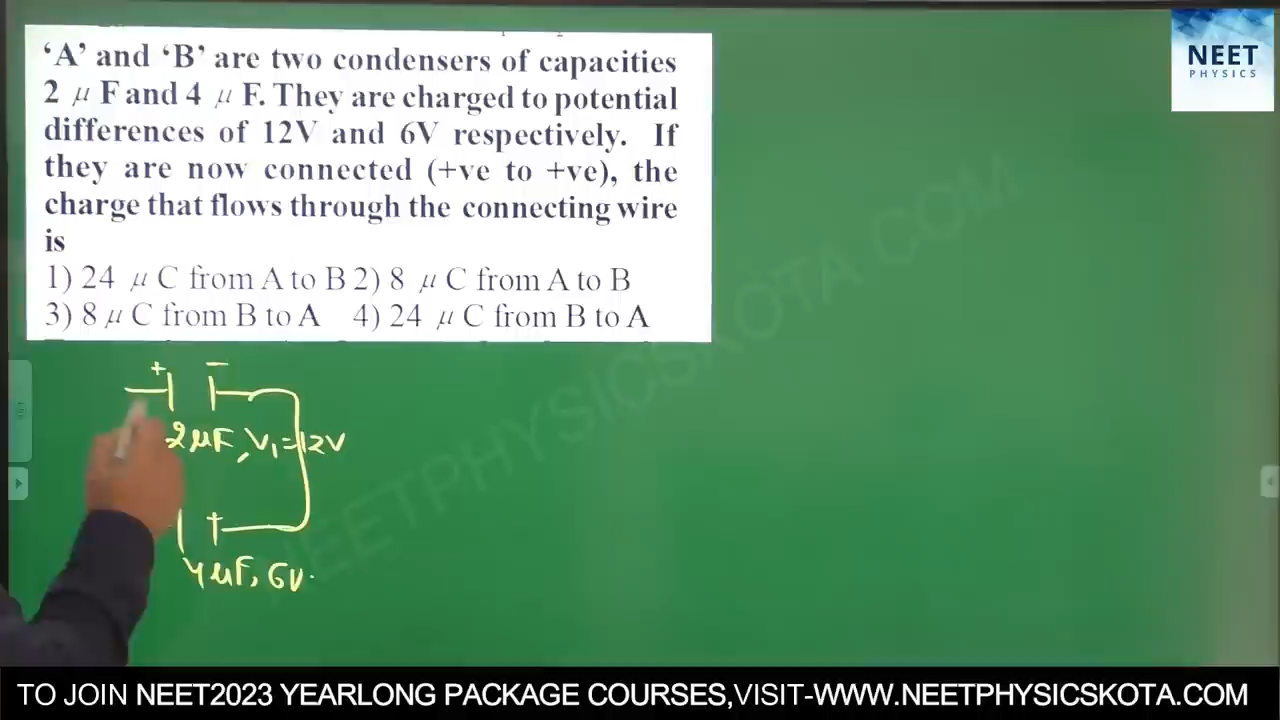 NEET
PHYSICS
‘A’ and ‘B’ are two condensers of capacities
2 μ F and 4 μ F. They are charged to potential
differences of 12V and 6V respectively. If
they are now connected (+ve to +ve), the
charge that flows through the connecting wire
is
1) 24 μ C from A to B 2) 8 μ C from A to B
3) 8 μ C from B to A 4) 24 μ C from B to A
+ −
2μF, V₁=12V
4μF, 6V.
NEETPHYSICSKOTA.COM
TO JOIN NEET2023 YEARLONG PACKAGE COURSES,VISIT-WWW.NEETPHYSICSKOTA.COM